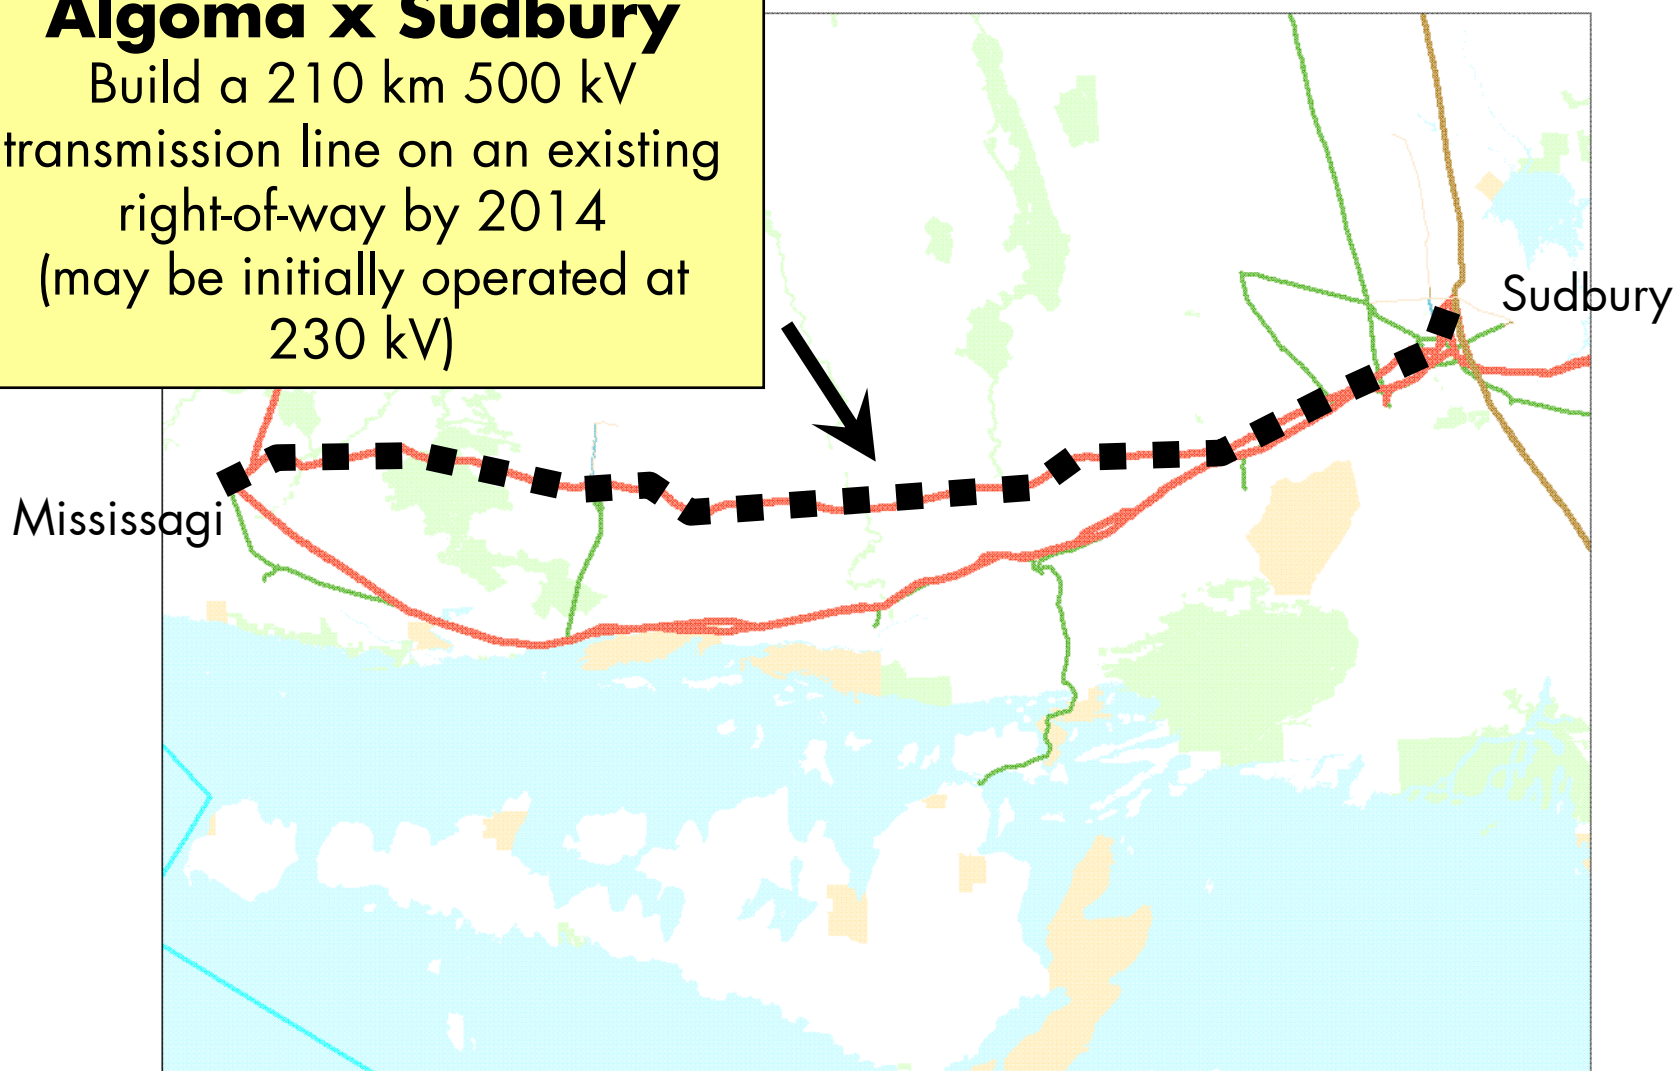 Algoma x Sudbury
Build a 210 km 500 kV
transmission line on an existing
right-of-way by 2014
(may be initially operated at
230 kV)
Sudbury
Mississagi